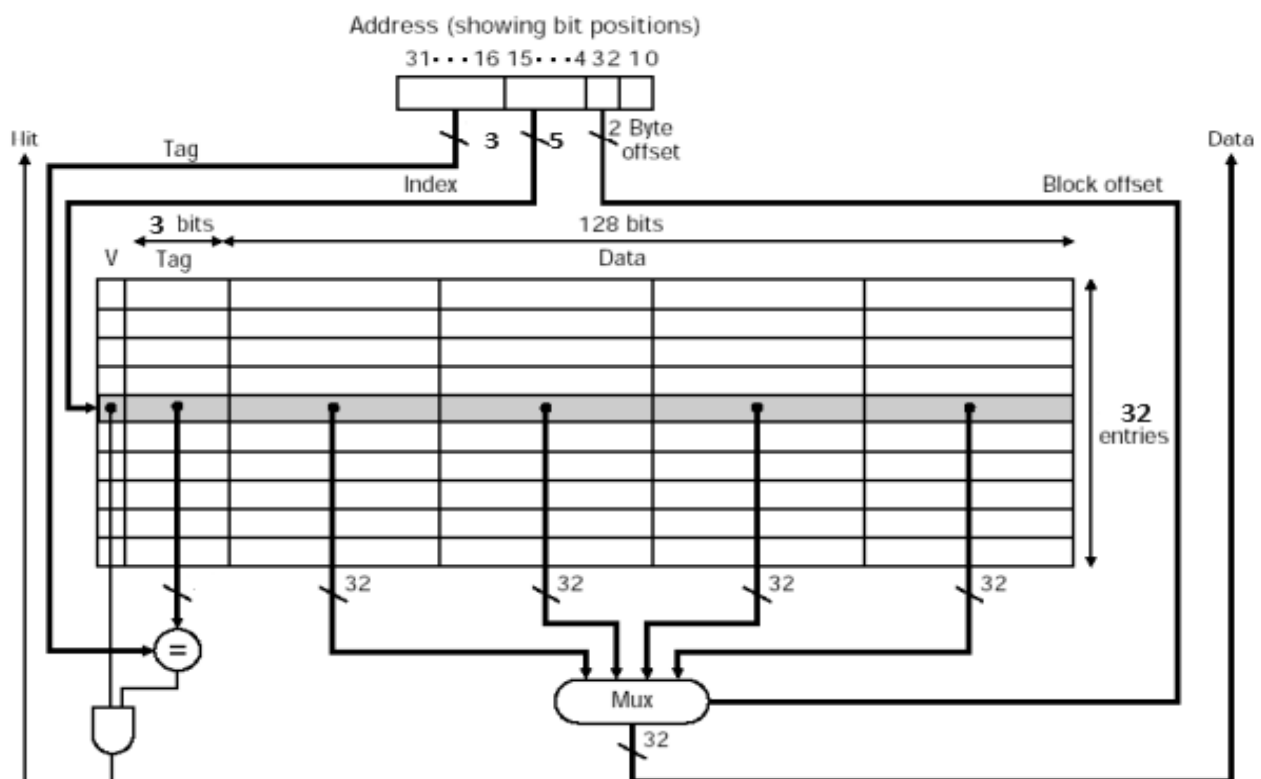 Address (showing bit positions)
31 • • • 16 15 • • • 4 3 2 1 0
Hit
Tag
3
5
2 Byte
offset
Data
Index
Block offset
3 bits
128 bits
V
Tag
Data
32
entries
32
32
32
32
=
Mux
32